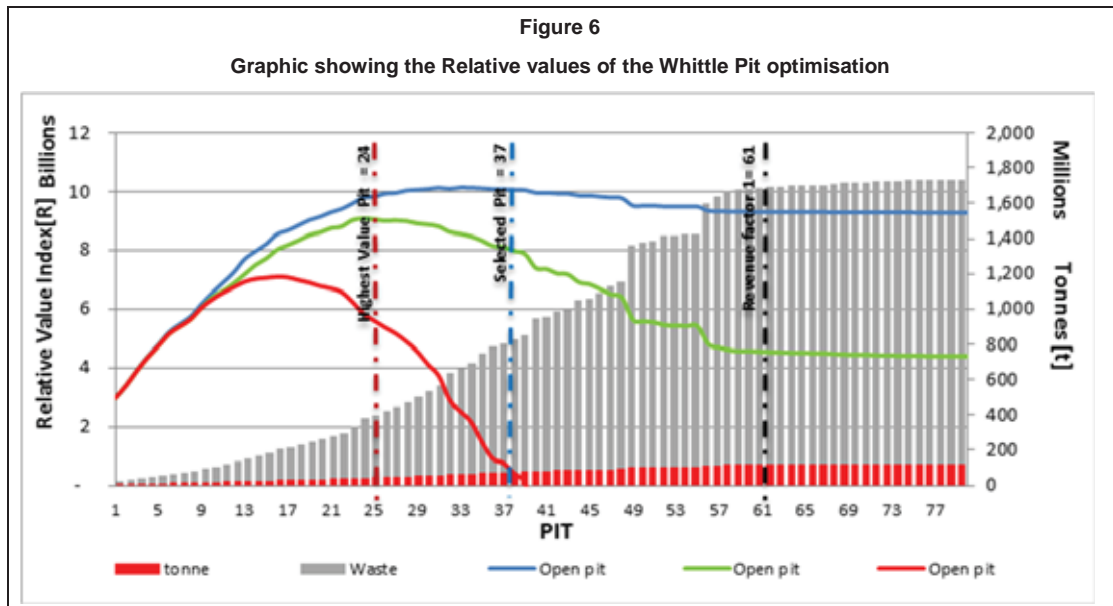 Figure 6
Graphic showing the Relative values of the Whittle Pit optimisation
Relative Value Index[R] Billions
12
10
8
6
4
2
-
Highest Value Pit = 24
Selected Pit = 37
Revenue factor 1= 61
2,000
1,800
1,600
1,400
1,200
1,000
800
600
400
200
0
Millions Tonnes [t]
1 5 9 13 17 21 25 29 33 37 41 45 49 53 57 61 65 69 73 77
PIT
tonne Waste Open pit Open pit Open pit